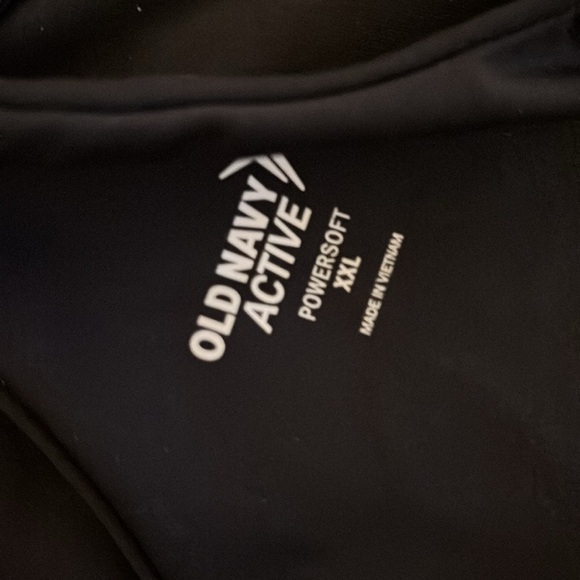 OLD NAVY
ACTIVE
POWERSOFT
XXL
MADE IN VIETNAM